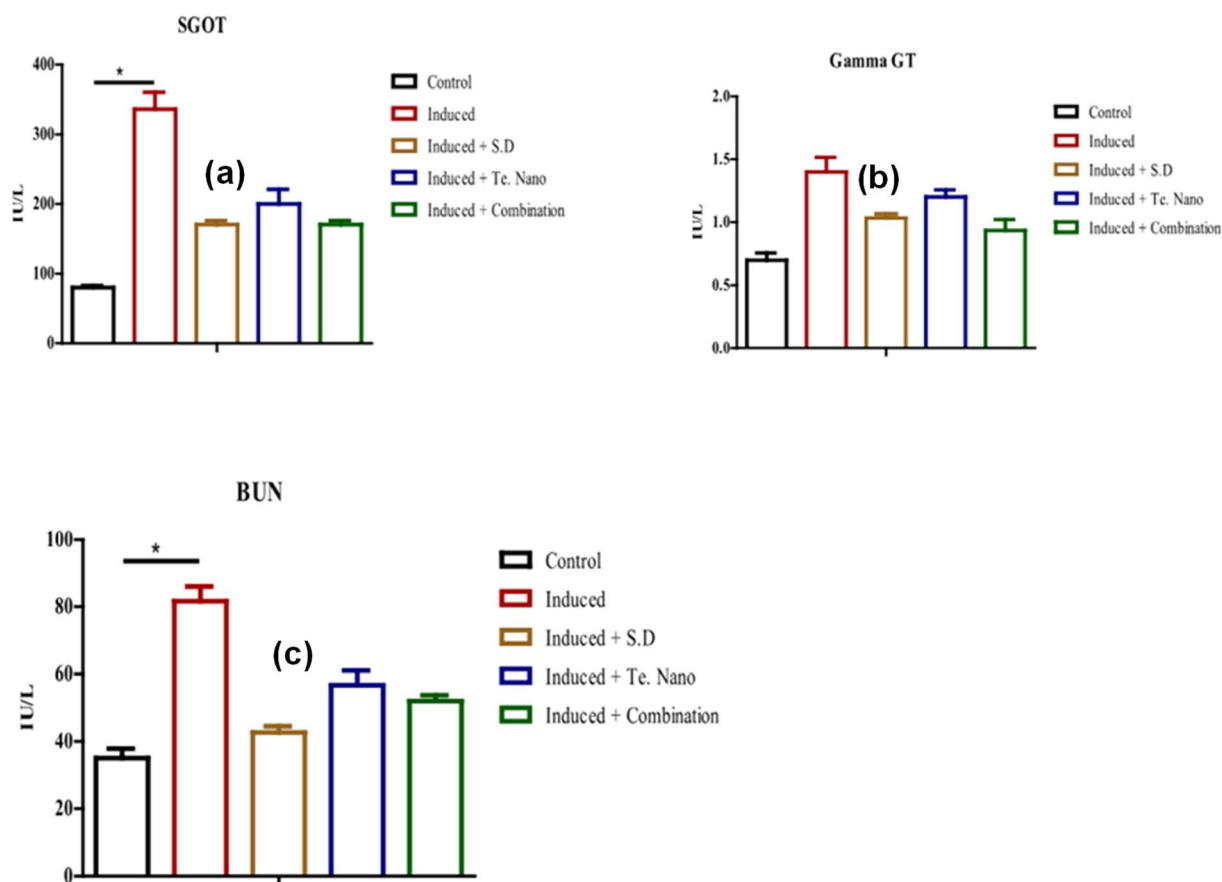 SGOT
400
300
200
100
0
IU/L
*
(a)
Control
Induced
Induced + S.D
Induced + Te. Nano
Induced + Combination
Gamma GT
2.0
1.5
1.0
0.5
0.0
IU/L
(b)
Control
Induced
Induced + S.D
Induced + Te. Nano
Induced + Combination
BUN
100
80
60
40
20
0
IU/L
*
(c)
Control
Induced
Induced + S.D
Induced + Te. Nano
Induced + Combination